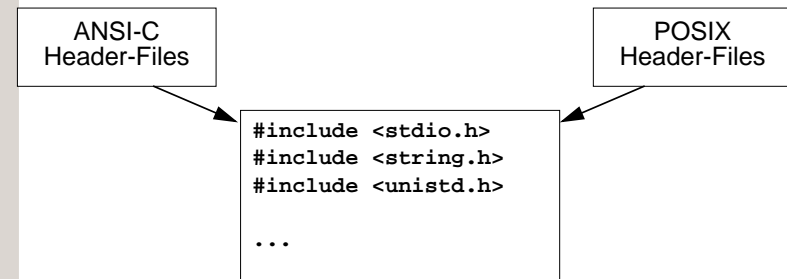 ANSI-C
Header-Files
POSIX
Header-Files
#include <stdio.h>
#include <string.h>
#include <unistd.h>
...